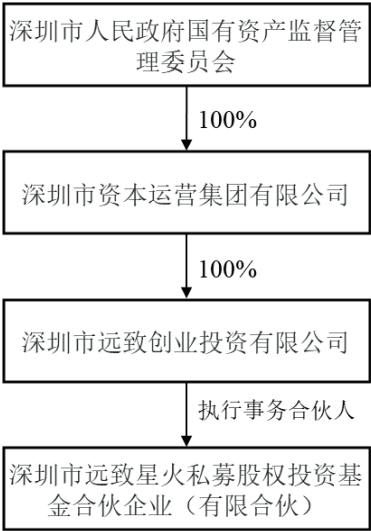 深圳市人民政府国有资产监督管
理委员会
100%
深圳市资本运营集团有限公司
100%
深圳市远致创业投资有限公司
执行事务合伙人
深圳市远致星火私募股权投资基
金合伙企业（有限合伙）